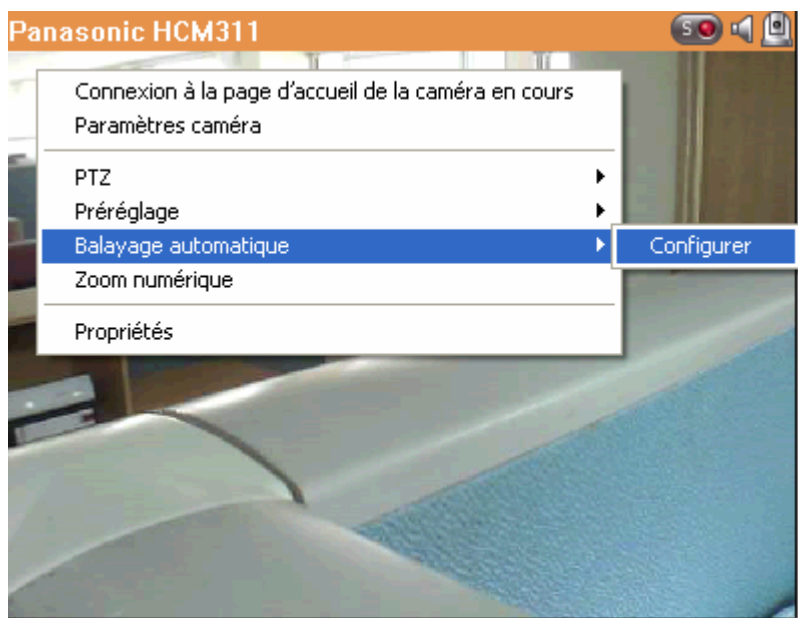 Panasonic HCM311
S
Connexion à la page d’accueil de la caméra en cours
Paramètres caméra
PTZ
Préréglage
Balayage automatique
Configurer
Zoom numérique
Propriétés